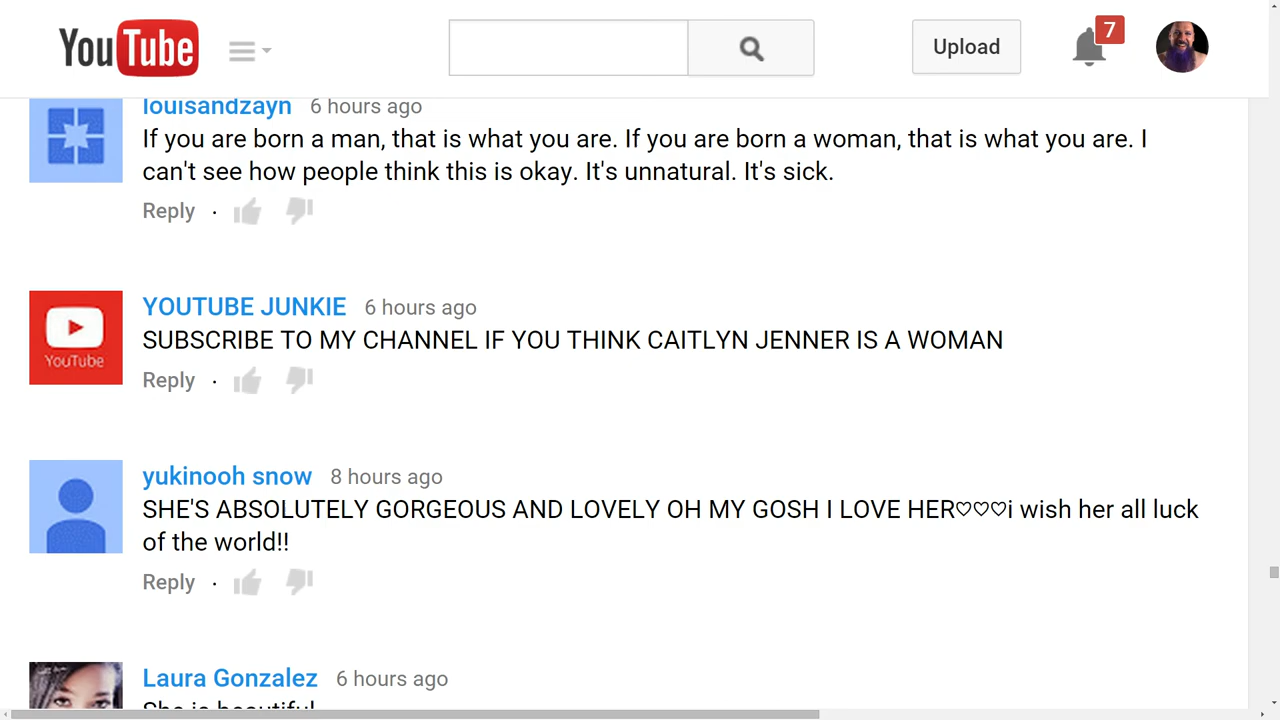 YouTube
Upload
7
louisandzayn 6 hours ago
If you are born a man, that is what you are. If you are born a woman, that is what you are. I
can't see how people think this is okay. It's unnatural. It's sick.
Reply ·
YouTube
YOUTUBE JUNKIE 6 hours ago
SUBSCRIBE TO MY CHANNEL IF YOU THINK CAITLYN JENNER IS A WOMAN
Reply ·
yukinooh snow 8 hours ago
SHE'S ABSOLUTELY GORGEOUS AND LOVELY OH MY GOSH I LOVE HER♡♡♡i wish her all luck
of the world!!
Reply ·
Laura Gonzalez 6 hours ago
She is beautiful